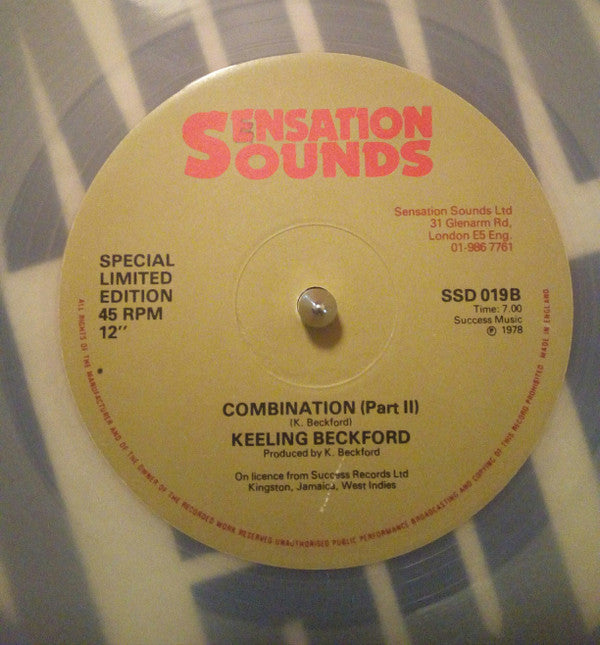 SENSATION
SOUNDS
Sensation Sounds Ltd
31 Glenarm Rd,
London E5 Eng.
01-986 7761
SPECIAL
LIMITED
EDITION
45 RPM
12"
SSD 019B
Time: 7.00
Success Music
℗ 1978
COMBINATION (Part II)
(K. Beckford)
KEELING BECKFORD
Produced by K. Beckford
On licence from Success Records Ltd
Kingston, Jamaica, West Indies
ALL RIGHTS OF THE MANUFACTURER AND OF THE OWNER OF THE RECORDED WORK RESERVED UNAUTHORISED PUBLIC PERFORMANCE BROADCASTING AND COPYING OF THIS RECORD PROHIBITED MADE IN ENGLAND